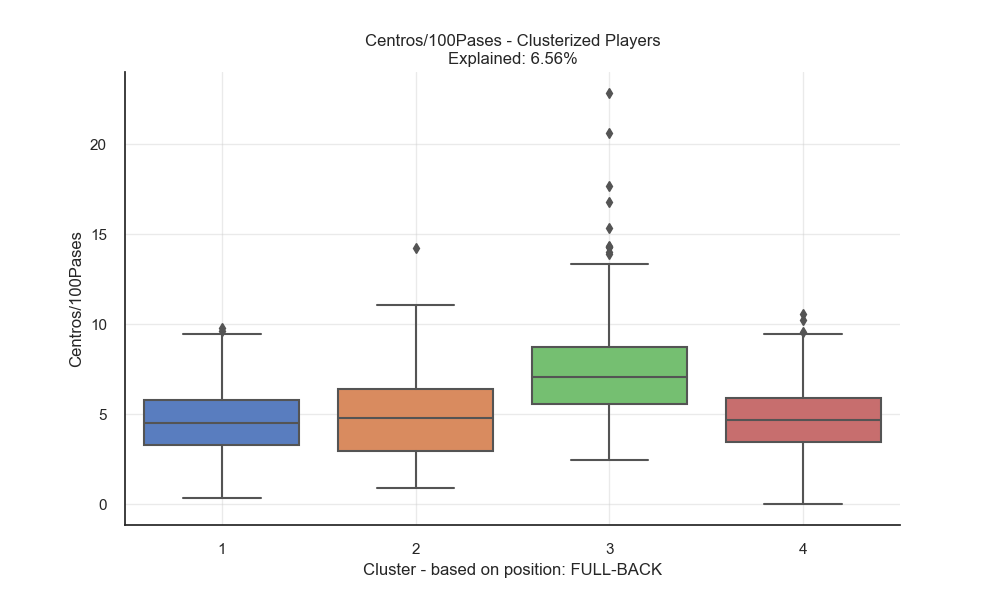 Centros/100Pases - Clusterized Players
Explained: 6.56%
Centros/100Pases
20
15
10
5
0
1 2 3 4
Cluster - based on position: FULL-BACK